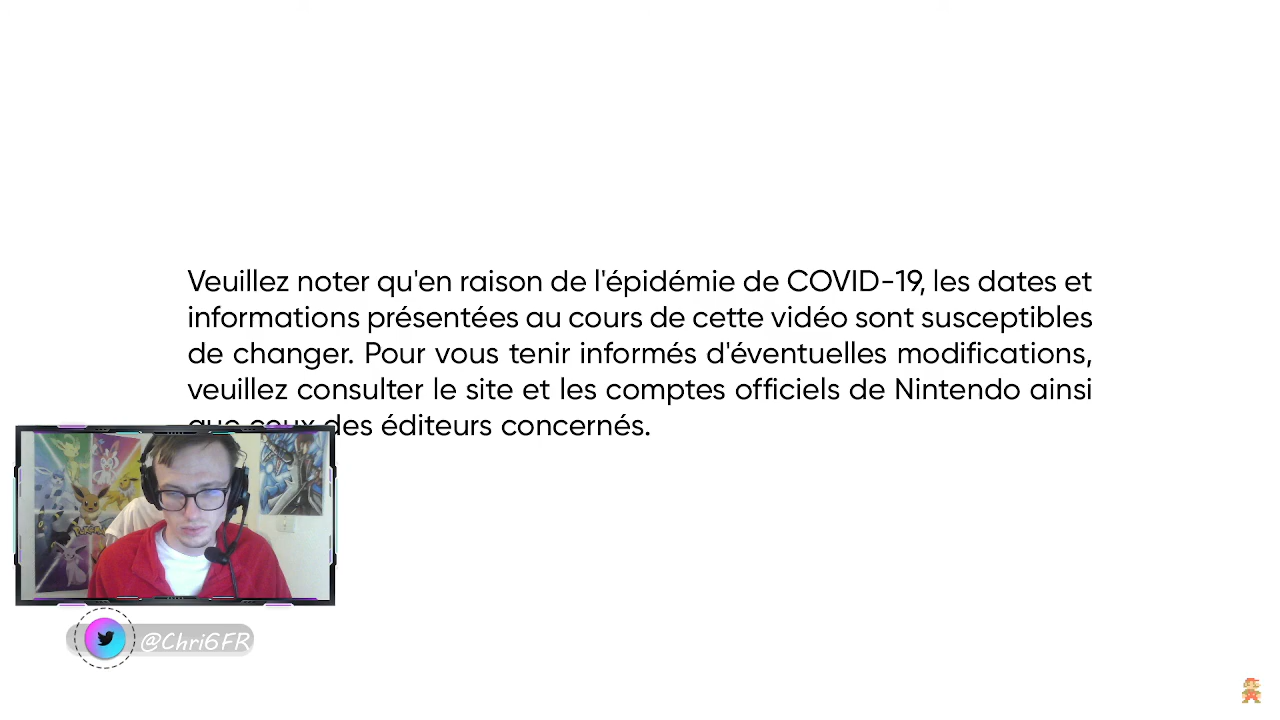 Veuillez noter qu'en raison de l'épidémie de COVID-19, les dates et
informations présentées au cours de cette vidéo sont susceptibles
de changer. Pour vous tenir informés d'éventuelles modifications,
veuillez consulter le site et les comptes officiels de Nintendo ainsi
que ceux des éditeurs concernés.
@Chri6FR